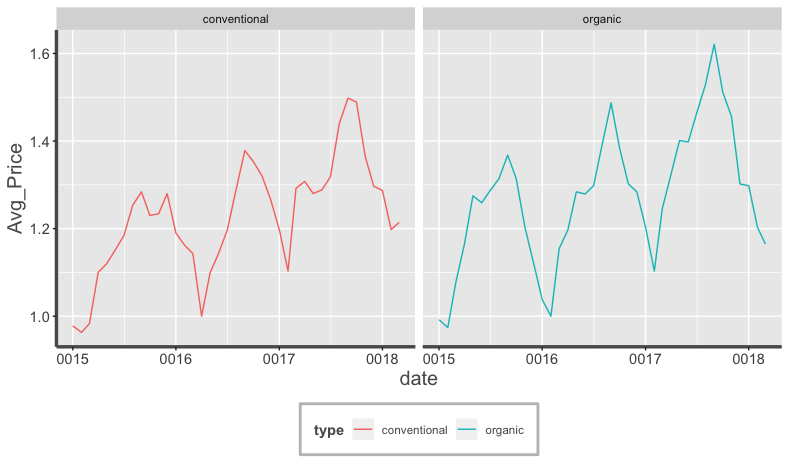 conventional organic
1.6
1.4
1.2
1.0
Avg_Price
0015 0016 0017 0018 0015 0016 0017 0018
date
type conventional organic